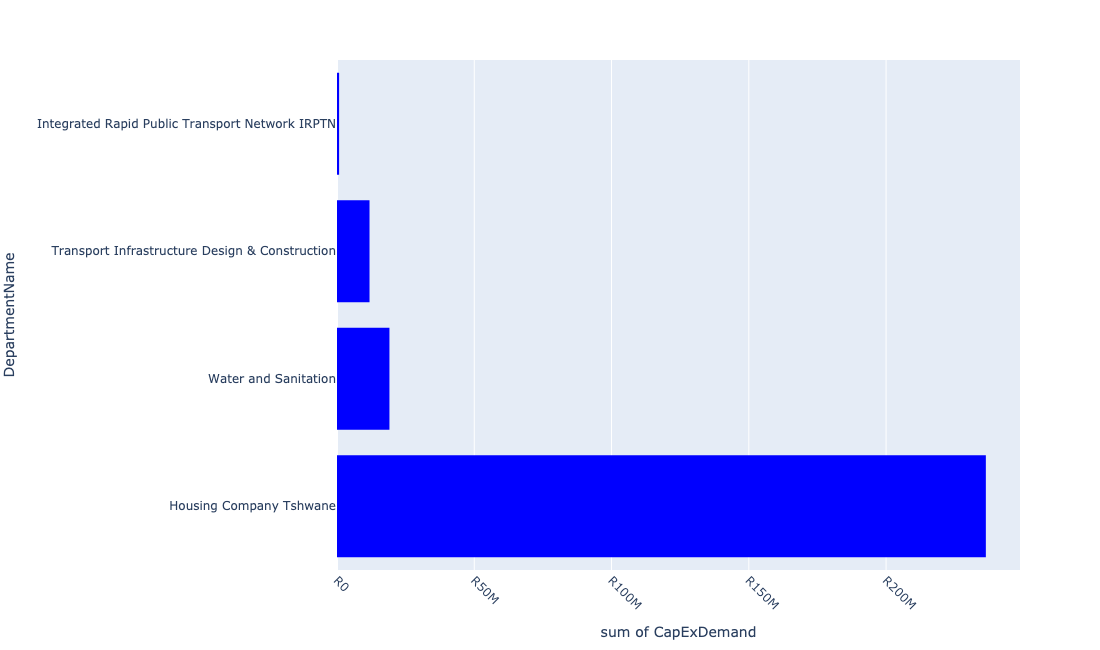 DepartmentName
Integrated Rapid Public Transport Network IRPTN
Transport Infrastructure Design & Construction
Water and Sanitation
Housing Company Tshwane
R0
R50M
R100M
R150M
R200M
sum of CapExDemand